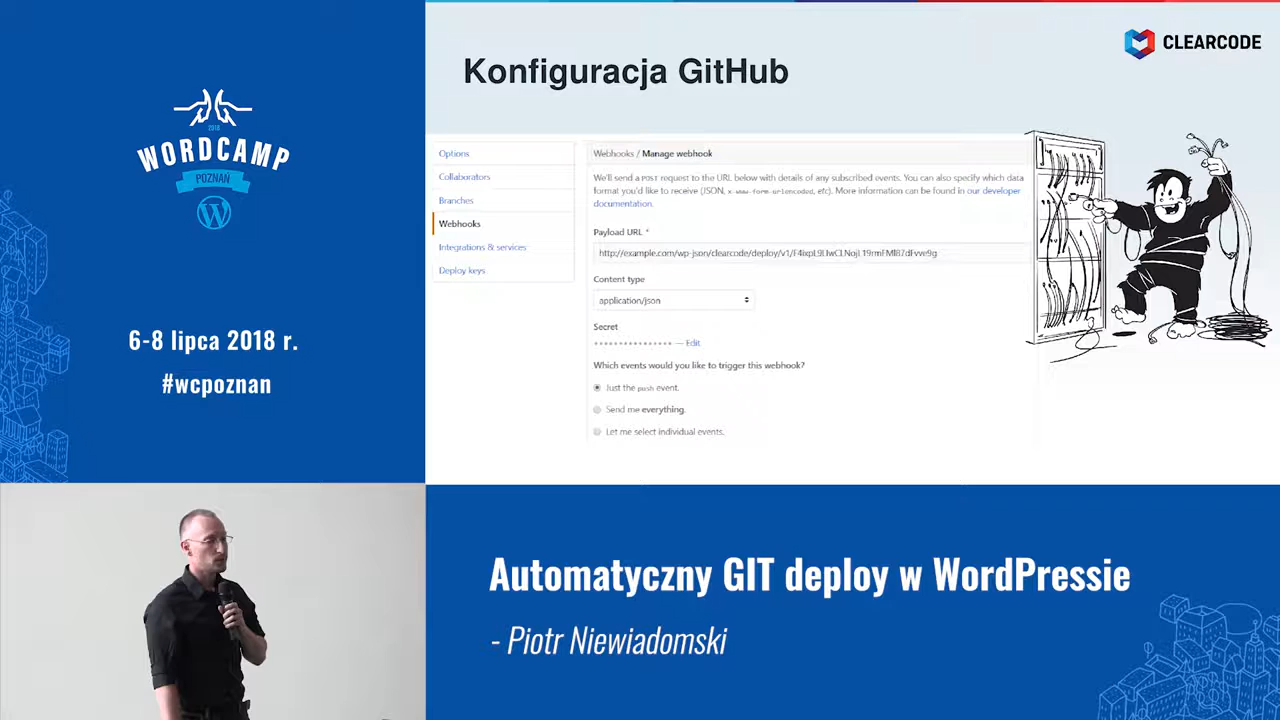 2018
WORDCAMP
POZNAŃ
6-8 lipca 2018 r.
#wcpoznan
CLEARCODE
Konfiguracja GitHub
Options
Collaborators
Branches
Webhooks
Integrations & services
Deploy keys
Webhooks / Manage webhook
We'll send a POST request to the URL below with details of any subscribed events. You can also specify which data
format you'd like to receive (JSON, x-www-form-urlencoded, etc). More information can be found in our developer
documentation.
Payload URL *
Content type
application/json
Secret
**************** — Edit
Which events would you like to trigger this webhook?
Just the push event.
Send me everything.
Let me select individual events.
Automatyczny GIT deploy w WordPressie
- Piotr Niewiadomski